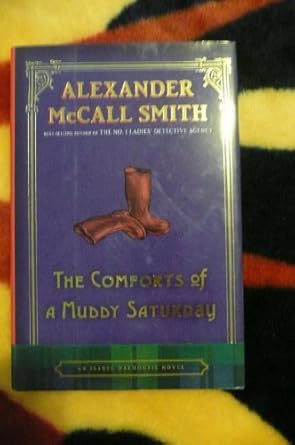 ALEXANDER
McCALL SMITH
BEST-SELLING AUTHOR OF THE NO. 1 LADIES' DETECTIVE AGENCY
THE COMFORTS OF
A MUDDY SATURDAY
AN ISABEL DALHOUSIE NOVEL